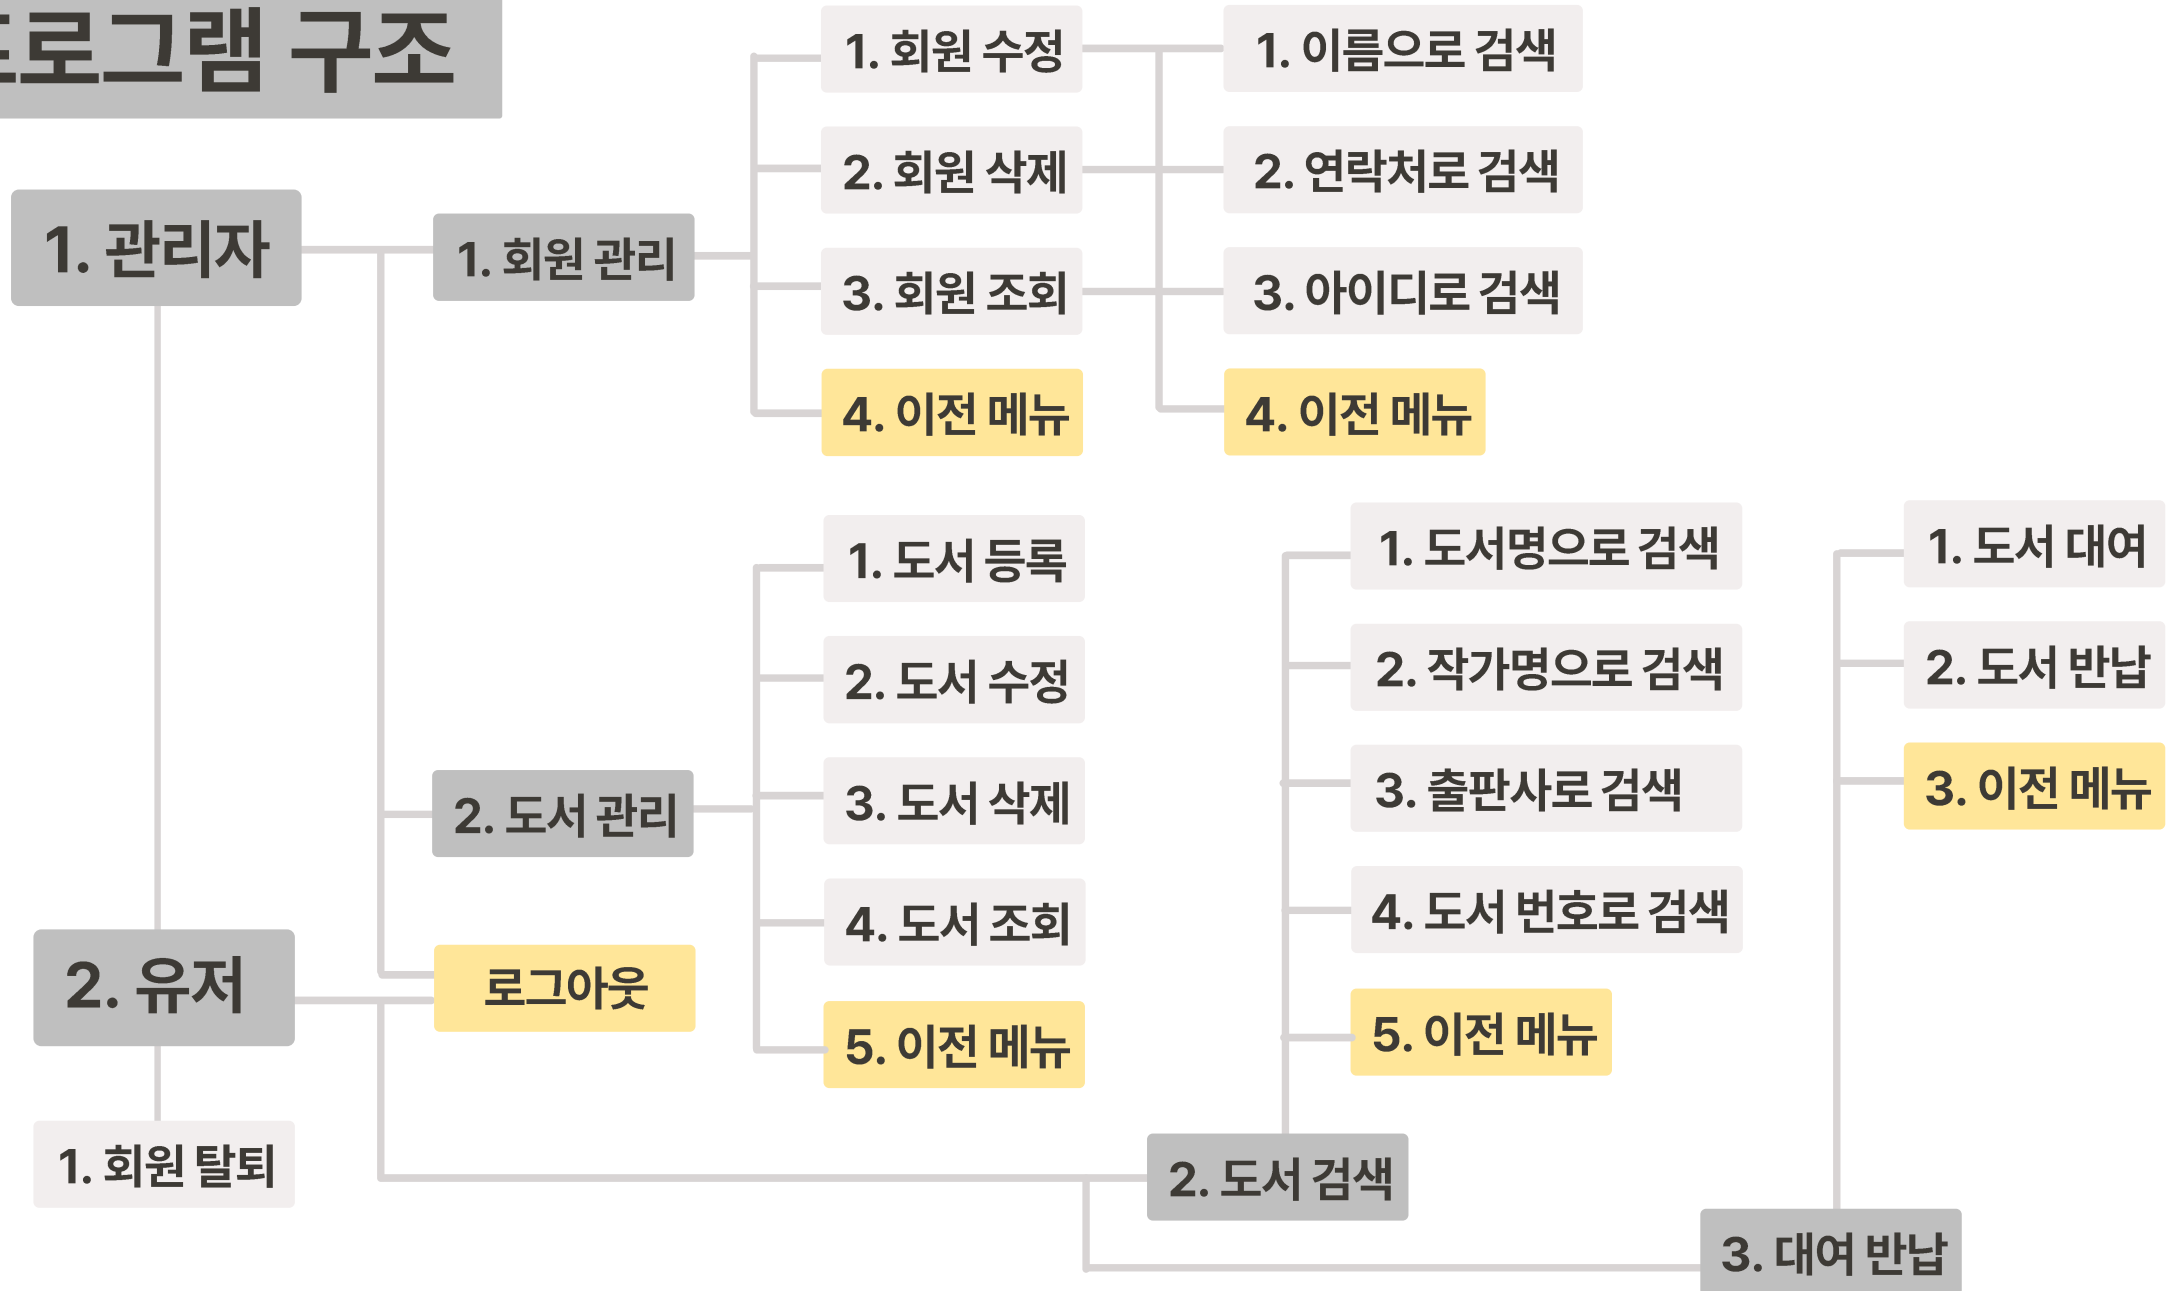 프로그램 구조
1. 관리자
1. 회원 관리
1. 회원 수정
2. 회원 삭제
3. 회원 조회
4. 이전 메뉴
1. 이름으로 검색
2. 연락처로 검색
3. 아이디로 검색
4. 이전 메뉴
2. 도서 관리
1. 도서 등록
2. 도서 수정
3. 도서 삭제
4. 도서 조회
5. 이전 메뉴
로그아웃
2. 유저
1. 회원 탈퇴
2. 도서 검색
1. 도서명으로 검색
2. 작가명으로 검색
3. 출판사로 검색
4. 도서 번호로 검색
5. 이전 메뉴
3. 대여 반납
1. 도서 대여
2. 도서 반납
3. 이전 메뉴